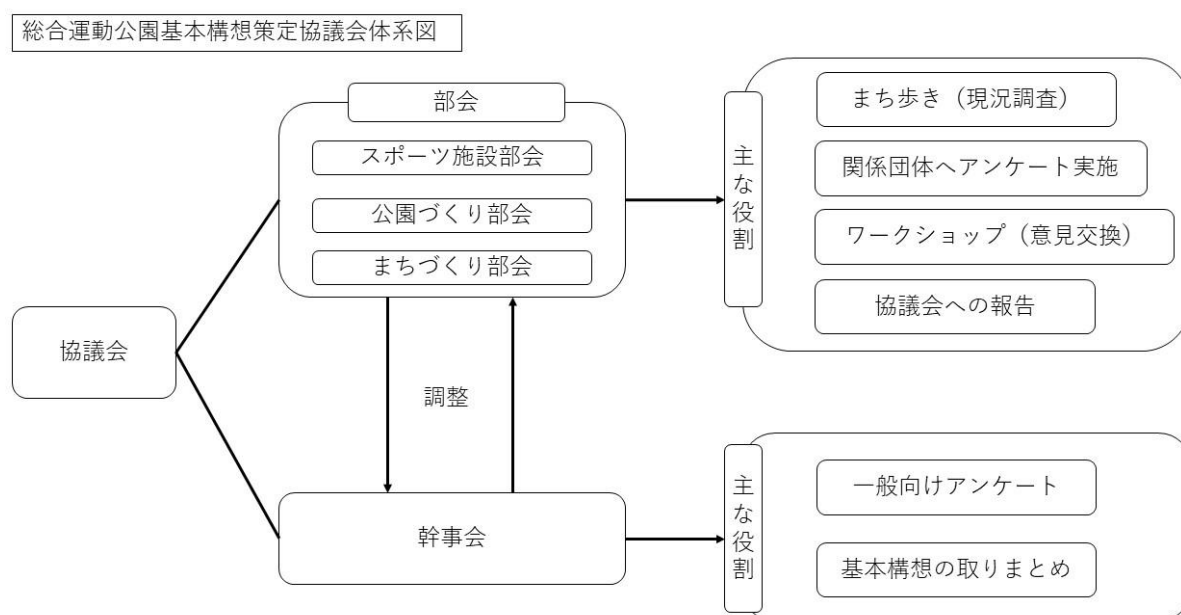 総合運動公園基本構想策定協議会体系図
部会
スポーツ施設部会
公園づくり部会
まちづくり部会
主な役割
まち歩き（現況調査）
関係団体へアンケート実施
ワークショップ（意見交換）
協議会への報告
協議会
調整
幹事会
主な役割
一般向けアンケート
基本構想の取りまとめ